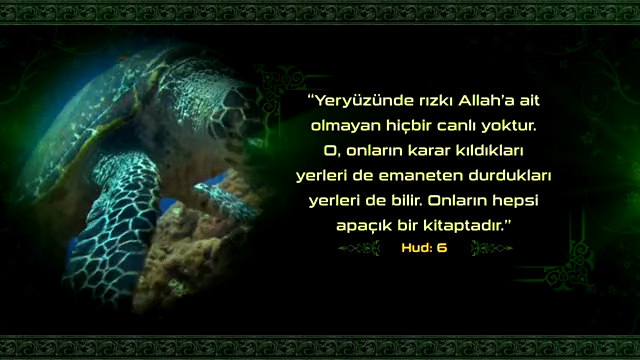 “Yeryüzünde rızkı Allah’a ait
olmayan hiçbir canlı yoktur.
O, onların karar kıldıkları
yerleri de emaneten durdukları
yerleri de bilir. Onların hepsi
apaçık bir kitaptadır.”
Hud: 6